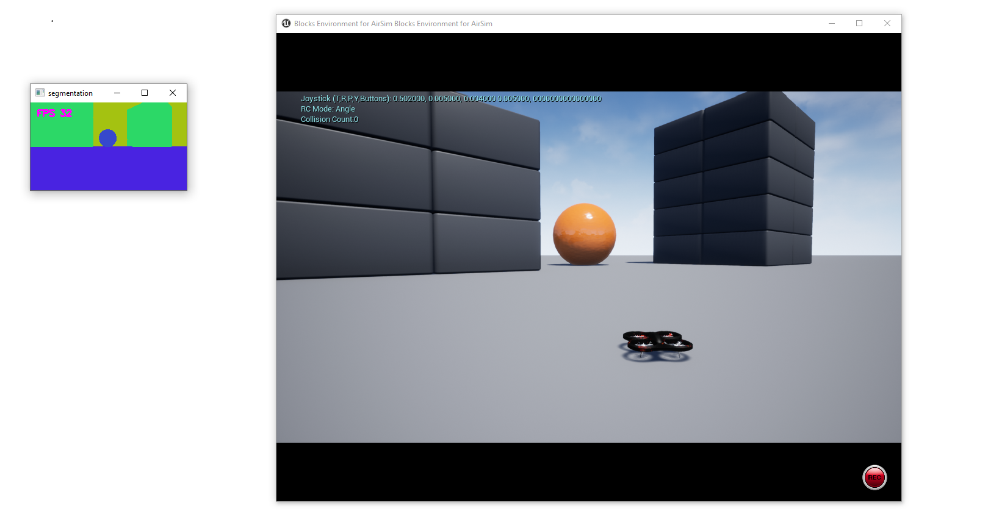 segmentation
FPS 32
Blocks Environment for AirSim Blocks Environment for AirSim
Joystick (T,R,P,Y,Buttons): 0.502000, 0.005000, 0.004000 0.005000, 0000000000000000
RC Mode: Angle
Collision Count:0
REC